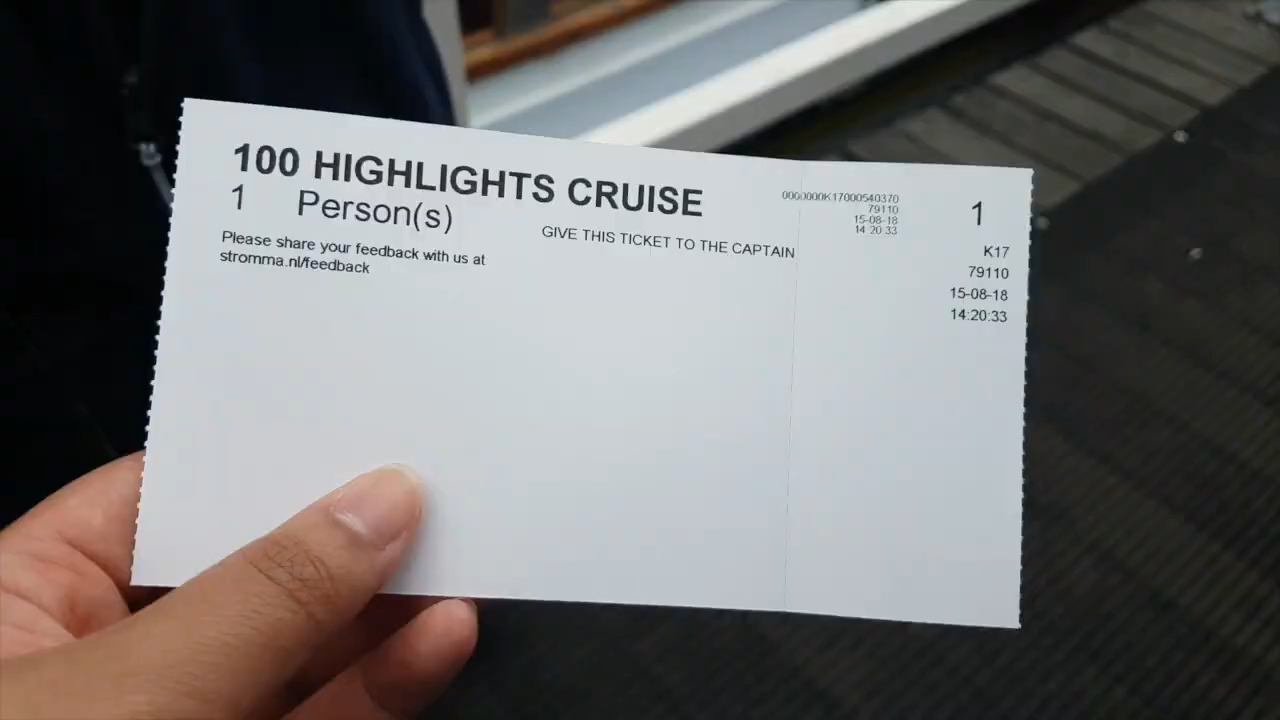 100 HIGHLIGHTS CRUISE
1 Person(s)
Please share your feedback with us at
stromma.nl/feedback
GIVE THIS TICKET TO THE CAPTAIN
0000000K17000540370
79110
15-08-18
14 20 33
1
K17
79110
15-08-18
14:20:33